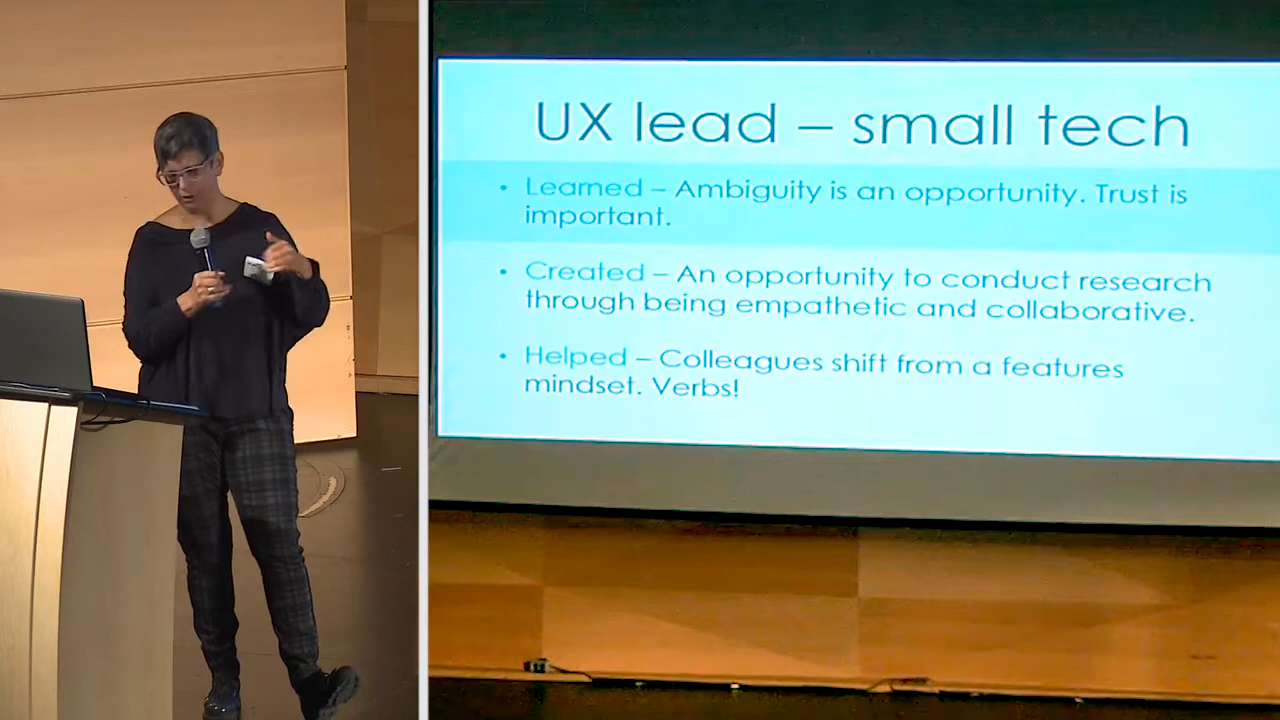 UX lead – small tech
• Learned – Ambiguity is an opportunity. Trust is
important.
• Created – An opportunity to conduct research
through being empathetic and collaborative.
• Helped – Colleagues shift from a features
mindset. Verbs!